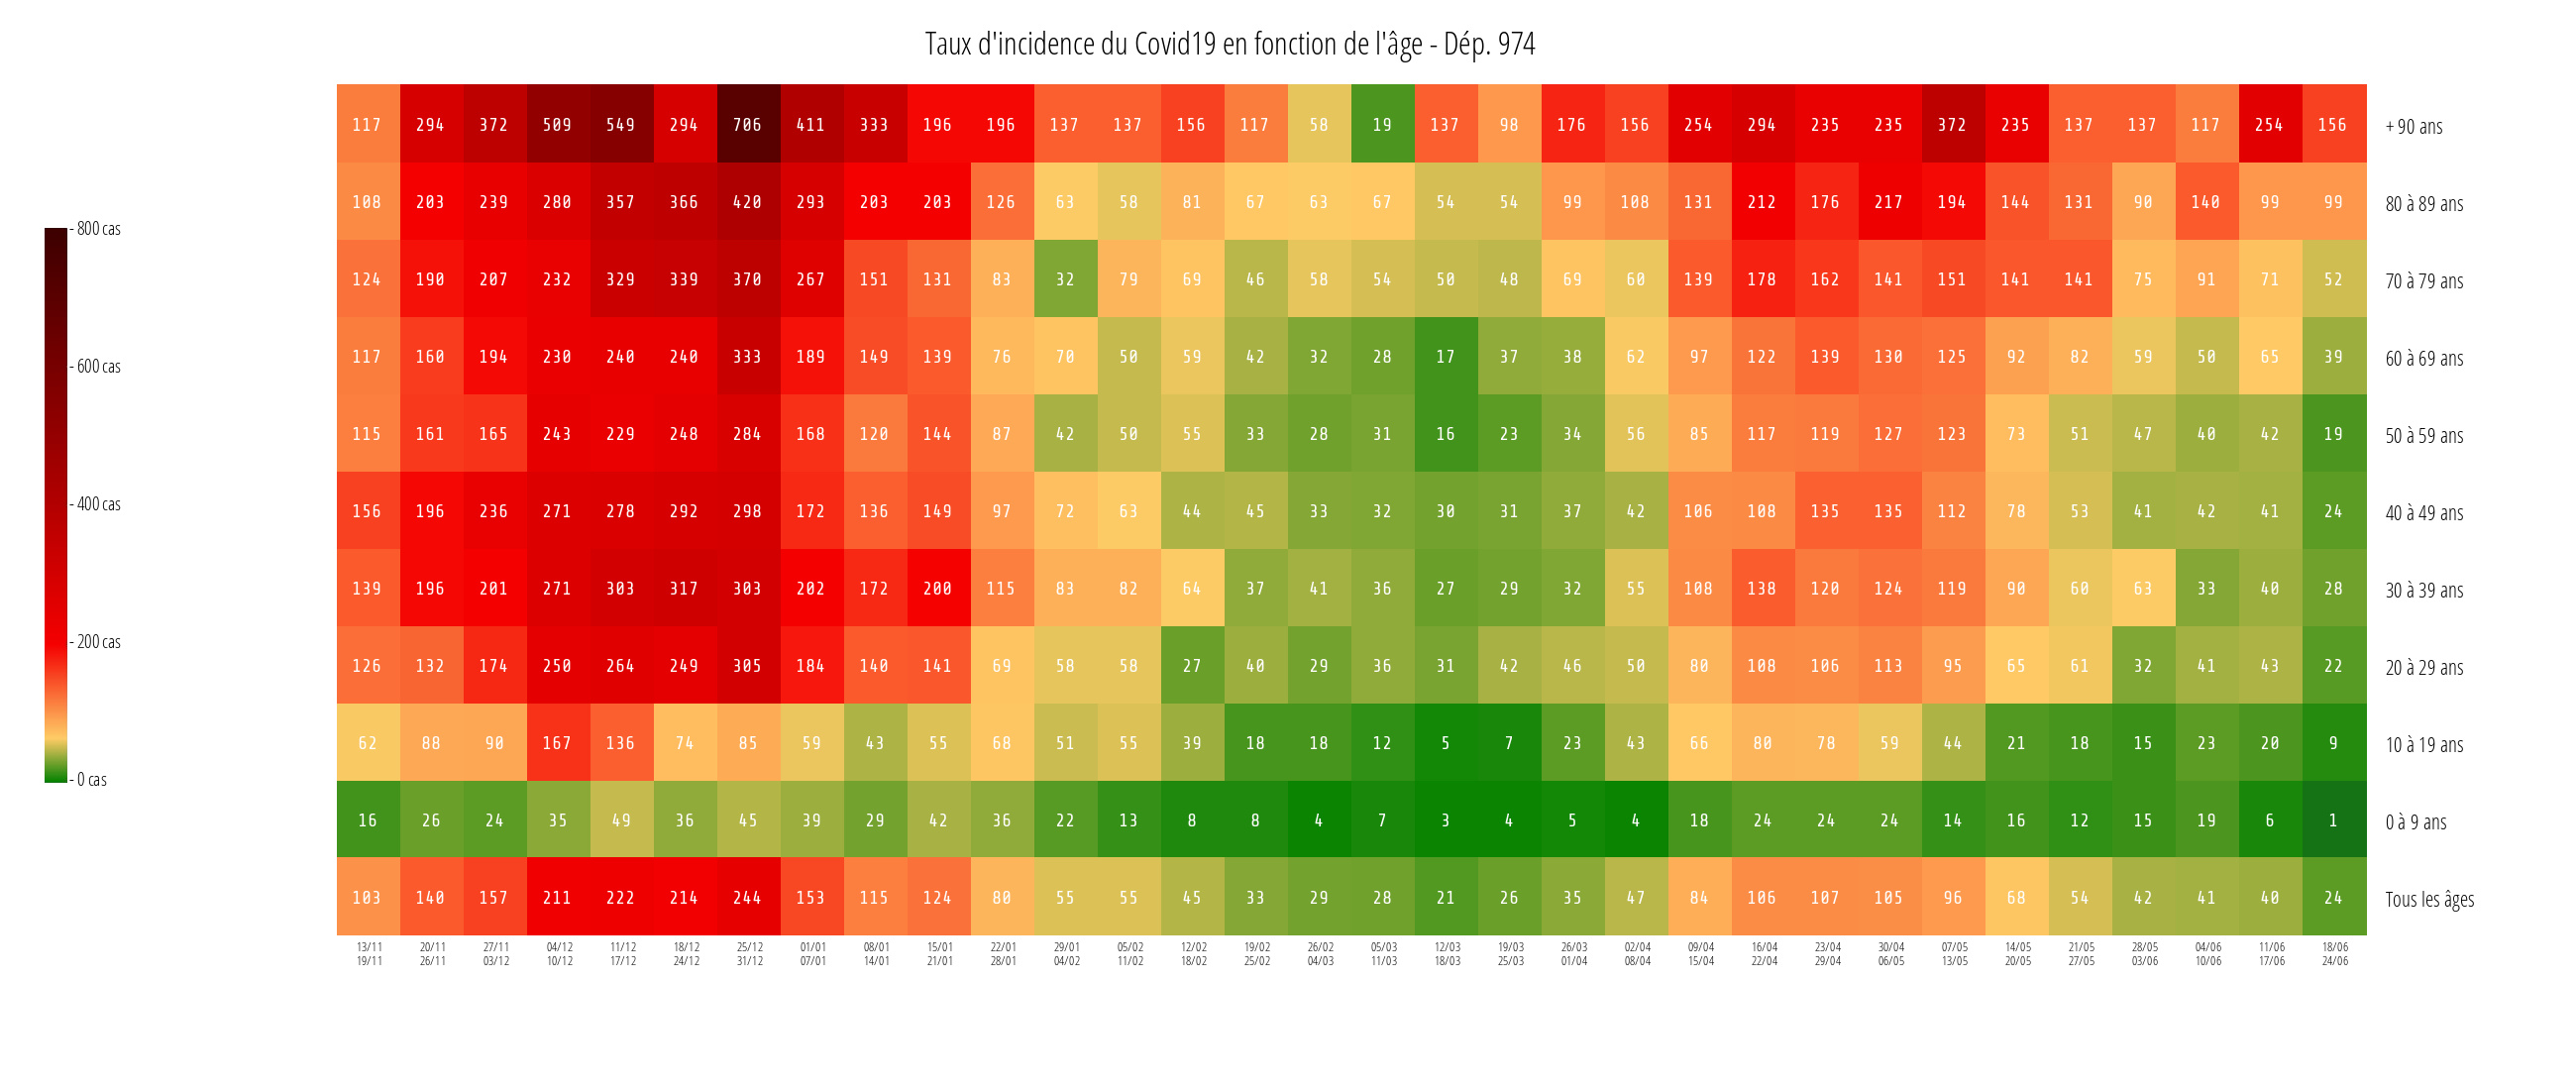 Taux d'incidence du Covid19 en fonction de l'âge - Dép. 974
- 800 cas
- 600 cas
- 400 cas
- 200 cas
- 0 cas
117 294 372 509 549 294 706 411 333 196 196 137 137 156 117 58 19 137 98 176 156 254 294 235 235 372 235 137 137 117 254 156 + 90 ans
108 203 239 280 357 366 420 293 203 203 126 63 58 81 67 63 67 54 54 99 108 131 212 176 217 194 144 131 90 140 99 99 80 à 89 ans
124 190 207 232 329 339 370 267 151 131 83 32 79 69 46 58 54 50 48 69 60 139 178 162 141 151 141 141 75 91 71 52 70 à 79 ans
117 160 194 230 240 240 333 189 149 139 76 70 50 59 42 32 28 17 37 38 62 97 122 139 130 125 92 82 59 50 65 39 60 à 69 ans
115 161 165 243 229 248 284 168 120 144 87 42 50 55 33 28 31 16 23 34 56 85 117 119 127 123 73 51 47 40 42 19 50 à 59 ans
156 196 236 271 278 292 298 172 136 149 97 72 63 44 45 33 32 30 31 37 42 106 108 135 135 112 78 53 41 42 41 24 40 à 49 ans
139 196 201 271 303 317 303 202 172 200 115 83 82 64 37 41 36 27 29 32 55 108 138 120 124 119 90 60 63 33 40 28 30 à 39 ans
126 132 174 250 264 249 305 184 140 141 69 58 58 27 40 29 36 31 42 46 50 80 108 106 113 95 65 61 32 41 43 22 20 à 29 ans
62 88 90 167 136 74 85 59 43 55 68 51 55 39 18 18 12 5 7 23 43 66 80 78 59 44 21 18 15 23 20 9 10 à 19 ans
16 26 24 35 49 36 45 39 29 42 36 22 13 8 8 4 7 3 4 5 4 18 24 24 24 14 16 12 15 19 6 1 0 à 9 ans
103 140 157 211 222 214 244 153 115 124 80 55 55 45 33 29 28 21 26 35 47 84 106 107 105 96 68 54 42 41 40 24 Tous les âges
13/11 20/11 27/11 04/12 11/12 18/12 25/12 01/01 08/01 15/01 22/01 29/01 05/02 12/02 19/02 26/02 05/03 12/03 19/03 26/03 02/04 09/04 16/04 23/04 30/04 07/05 14/05 21/05 28/05 04/06 11/06 18/06
19/11 26/11 03/12 10/12 17/12 24/12 31/12 07/01 14/01 21/01 28/01 04/02 11/02 18/02 25/02 04/03 11/03 18/03 25/03 01/04 08/04 15/04 22/04 29/04 06/05 13/05 20/05 27/05 03/06 10/06 17/06 24/06